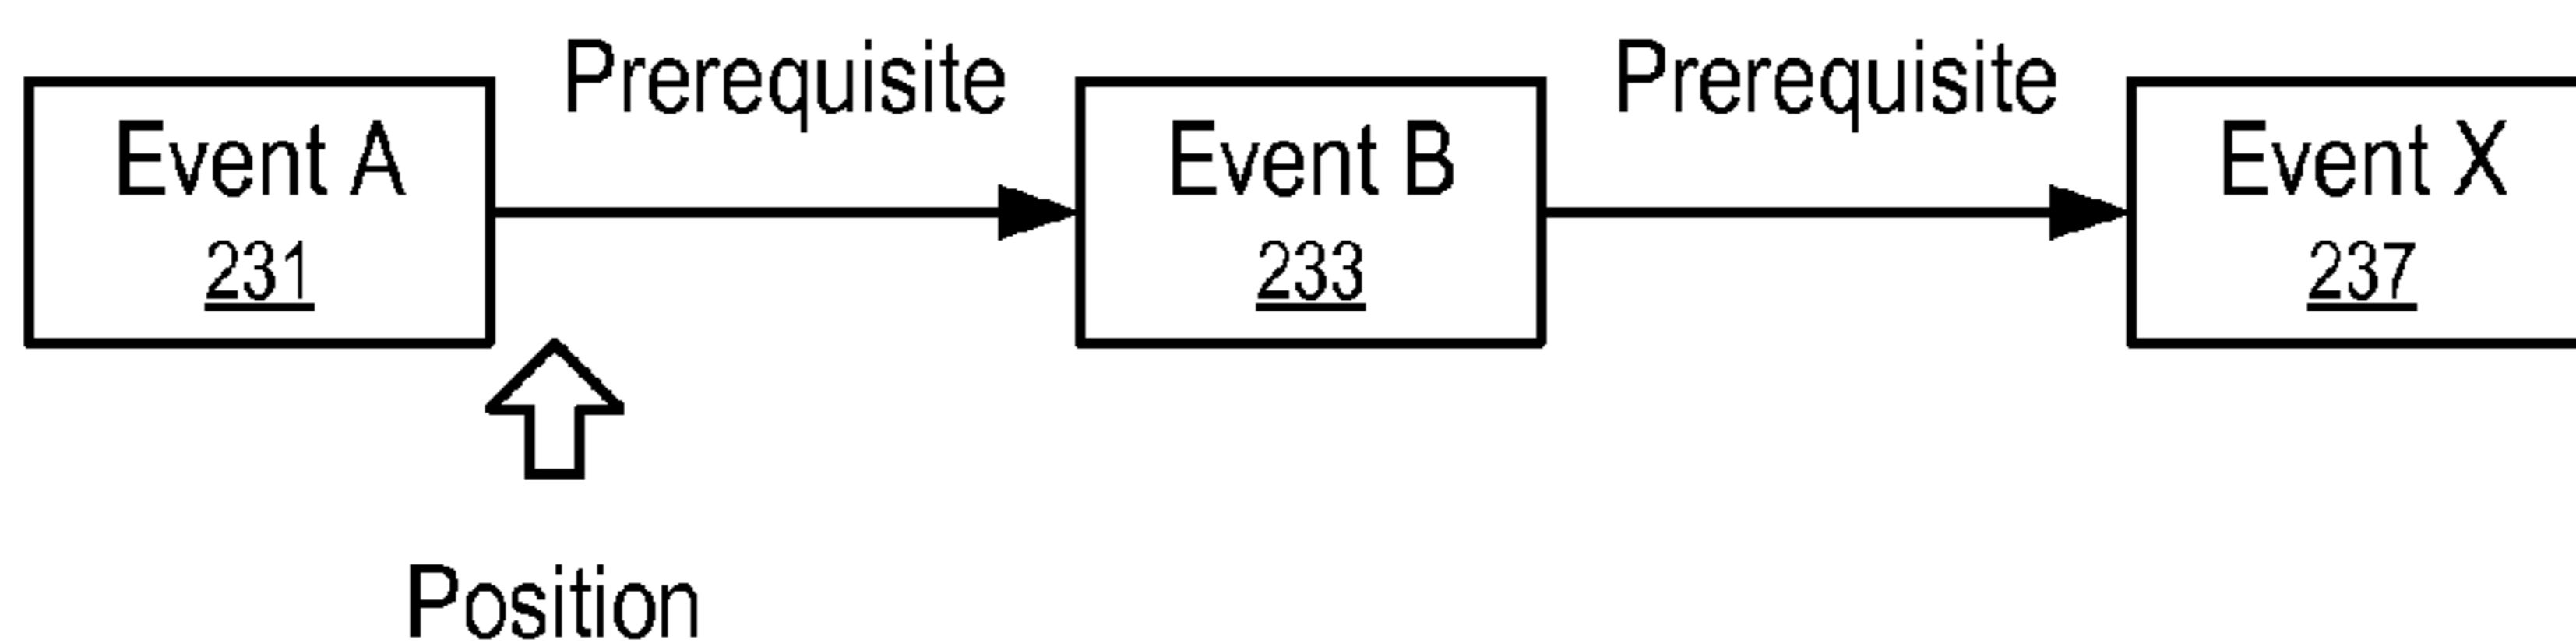 Prerequisite
Prerequisite
Event A
231
Event B
233
Event X
237
Position